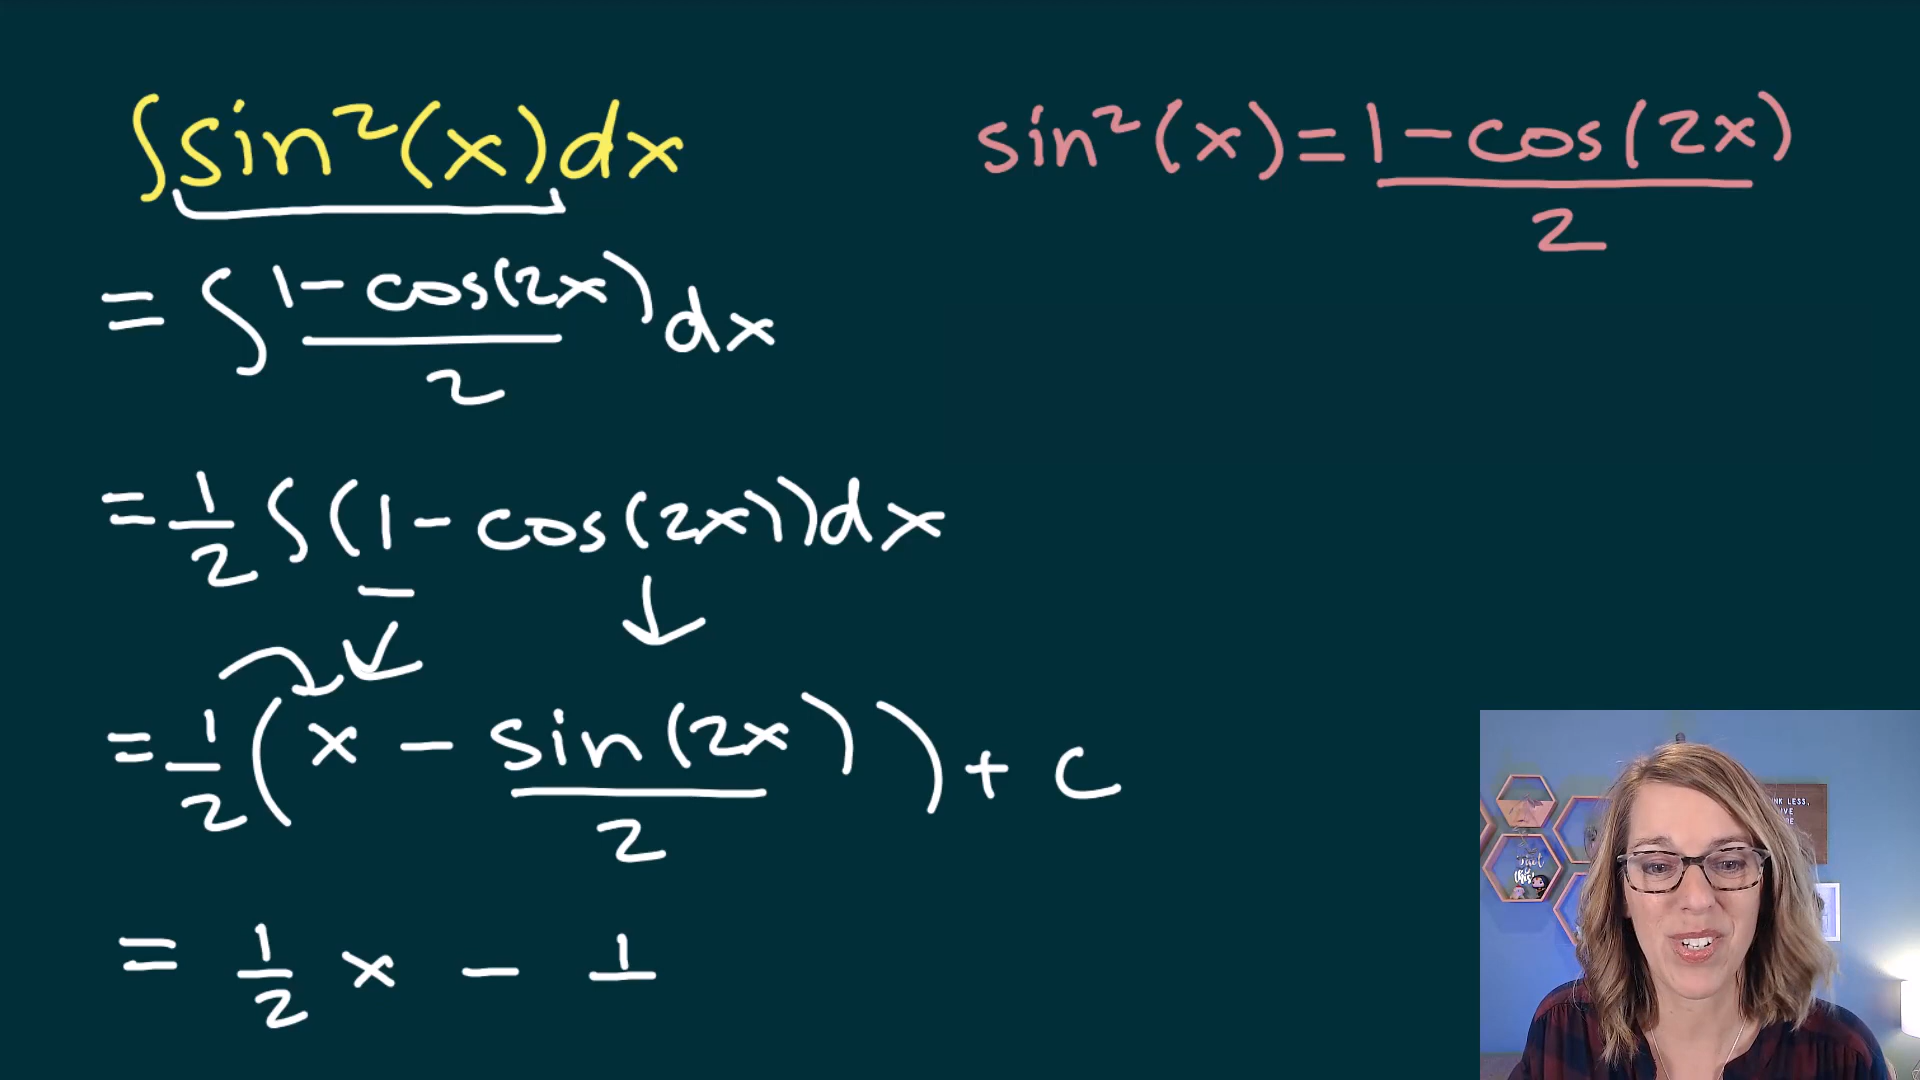 ∫sin²(x)dx
sin²(x) = (1-cos(2x))/2
= ∫ (1-cos(2x))/2 dx
= 1/2 ∫(1-cos(2x))dx
= 1/2 (x - sin(2x)/2) + c
= 1/2 x - 1